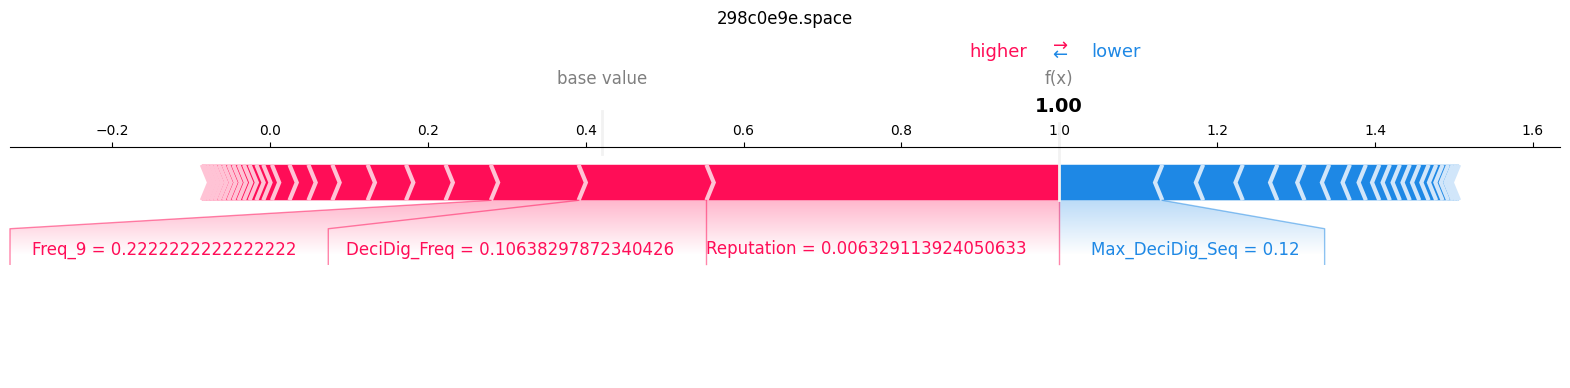 298c0e9e.space
higher ⇄ lower
base value f(x)
1.00
−0.2 0.0 0.2 0.4 0.6 0.8 1.0 1.2 1.4 1.6
Freq_9 = 0.2222222222222222 DeciDig_Freq = 0.10638297872340426 Reputation = 0.006329113924050633 Max_DeciDig_Seq = 0.12